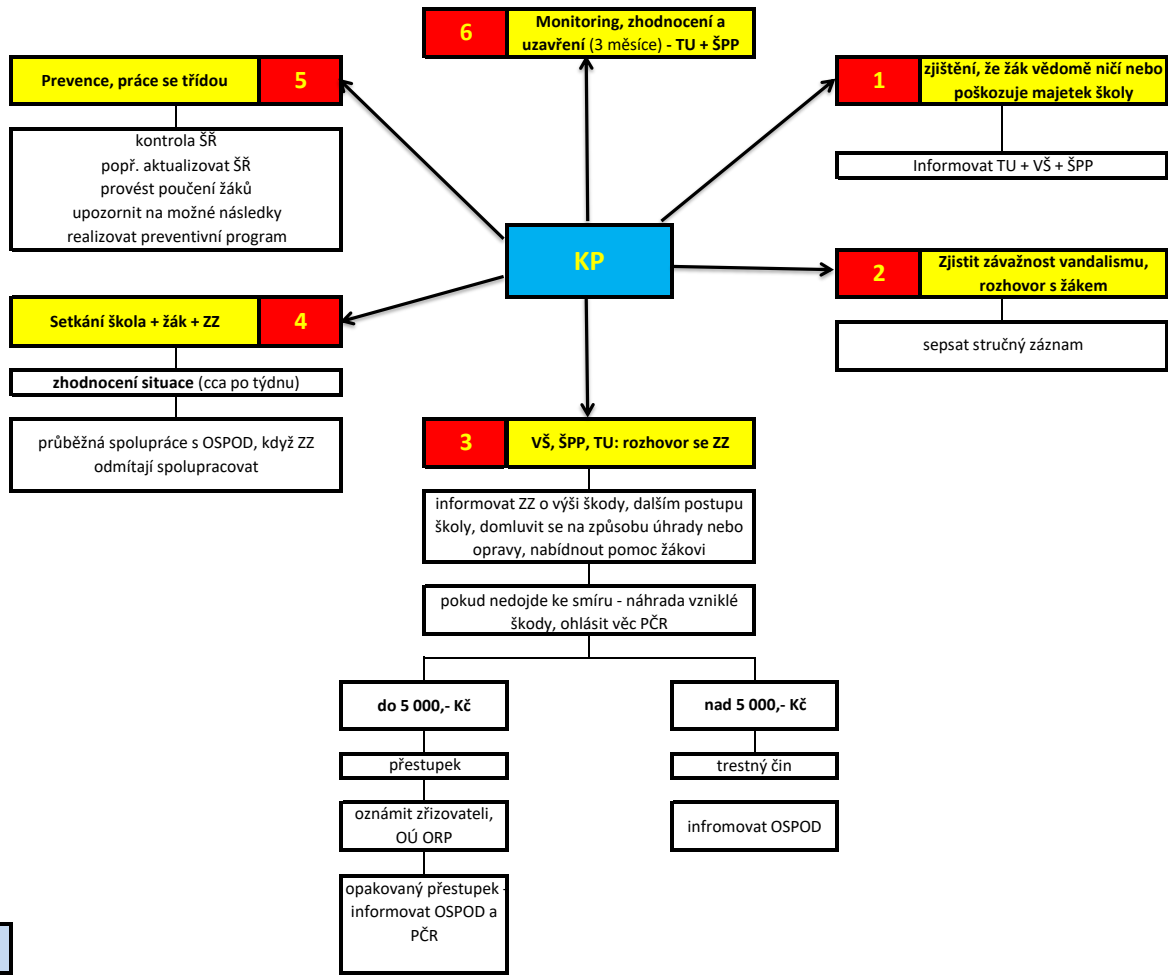 6
Monitoring, zhodnocení a
uzavření (3 měsíce) - TU + ŠPP
Prevence, práce se třídou
5
kontrola ŠŘ
popř. aktualizovat ŠŘ
provést poučení žáků
upozornit na možné následky
realizovat preventivní program
1
zjištění, že žák vědomě ničí nebo
poškozuje majetek školy
Informovat TU + VŠ + ŠPP
KP
2
Zjistit závažnost vandalismu,
rozhovor s žákem
sepsat stručný záznam
Setkání škola + žák + ZZ
4
zhodnocení situace (cca po týdnu)
průběžná spolupráce s OSPOD, když ZZ
odmítají spolupracovat
3
VŠ, ŠPP, TU: rozhovor se ZZ
informovat ZZ o výši škody, dalším postupu
školy, domluvit se na způsobu úhrady nebo
opravy, nabídnout pomoc žákovi
pokud nedojde ke smíru - náhrada vzniklé
škody, ohlásit věc PČR
do 5 000,- Kč
přestupek
oznámit zřizovateli,
OÚ ORP
opakovaný přestupek -
informovat OSPOD a
PČR
nad 5 000,- Kč
trestný čin
infromovat OSPOD